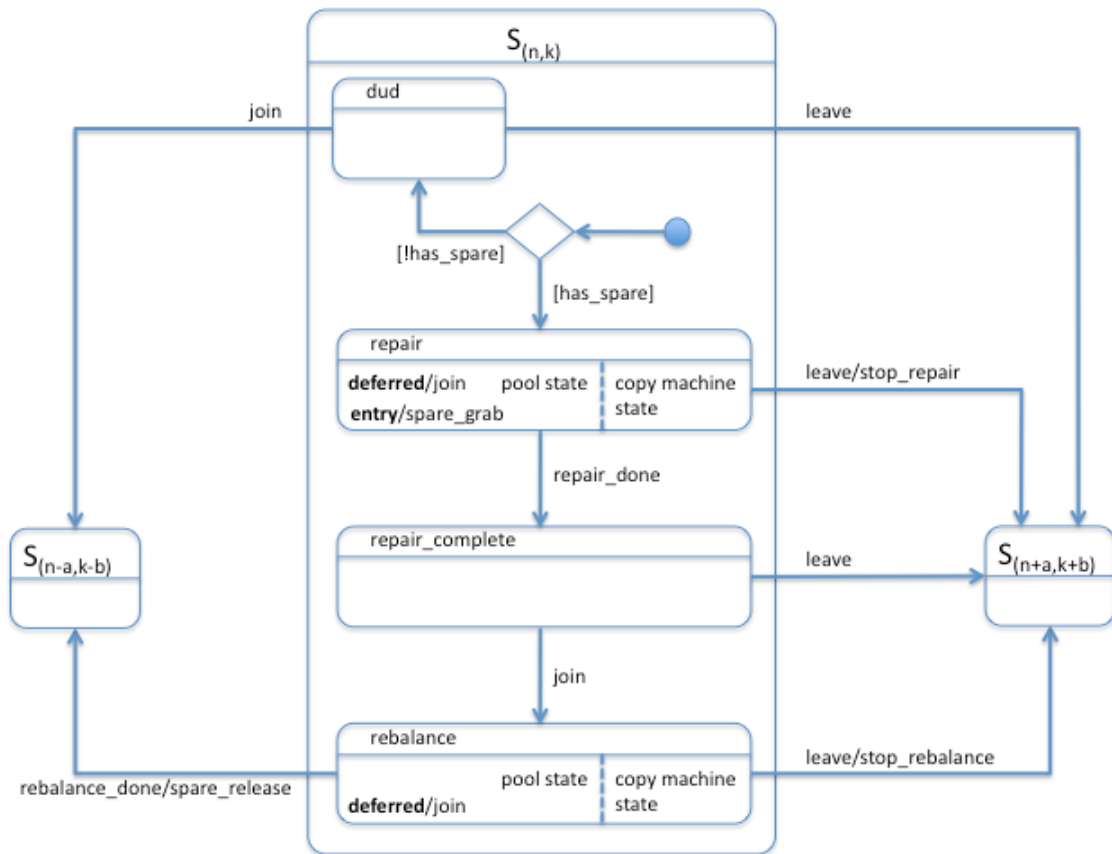 S(n,k)
dud
join
leave
[!has_spare]
[has_spare]
repair
deferred/join
pool state
copy machine
state
entry/spare_grab
leave/stop_repair
repair_done
S(n-a,k-b)
repair_complete
leave
S(n+a,k+b)
join
rebalance
leave/stop_rebalance
pool state
copy machine
state
rebalance_done/spare_release
deferred/join